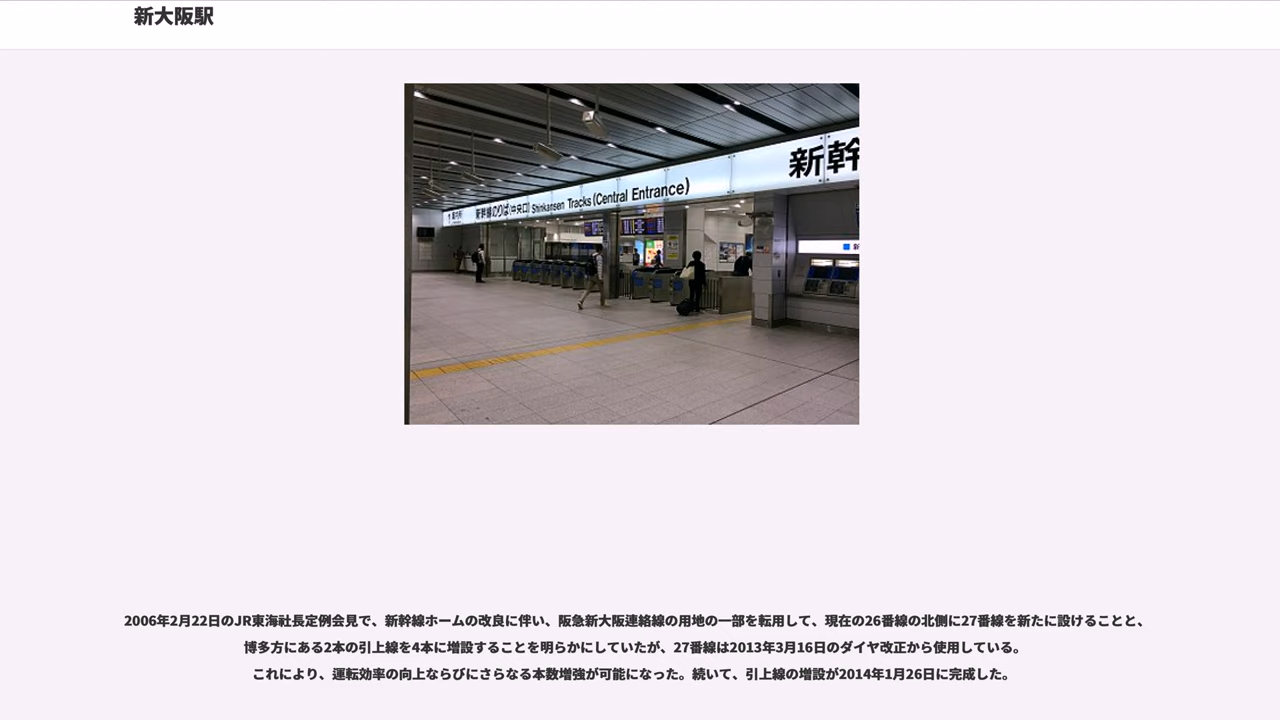 新大阪駅
新幹
新幹線のりば(中央口) Shinkansen Tracks (Central Entrance)
2006年2月22日のJR東海社長定例会見で、新幹線ホームの改良に伴い、阪急新大阪連絡線の用地の一部を転用して、現在の26番線の北側に27番線を新たに設けることと、
博多方にある2本の引上線を4本に増設することを明らかにしていたが、27番線は2013年3月16日のダイヤ改正から使用している。
これにより、運転効率の向上ならびにさらなる本数増強が可能になった。続いて、引上線の増設が2014年1月26日に完成した。